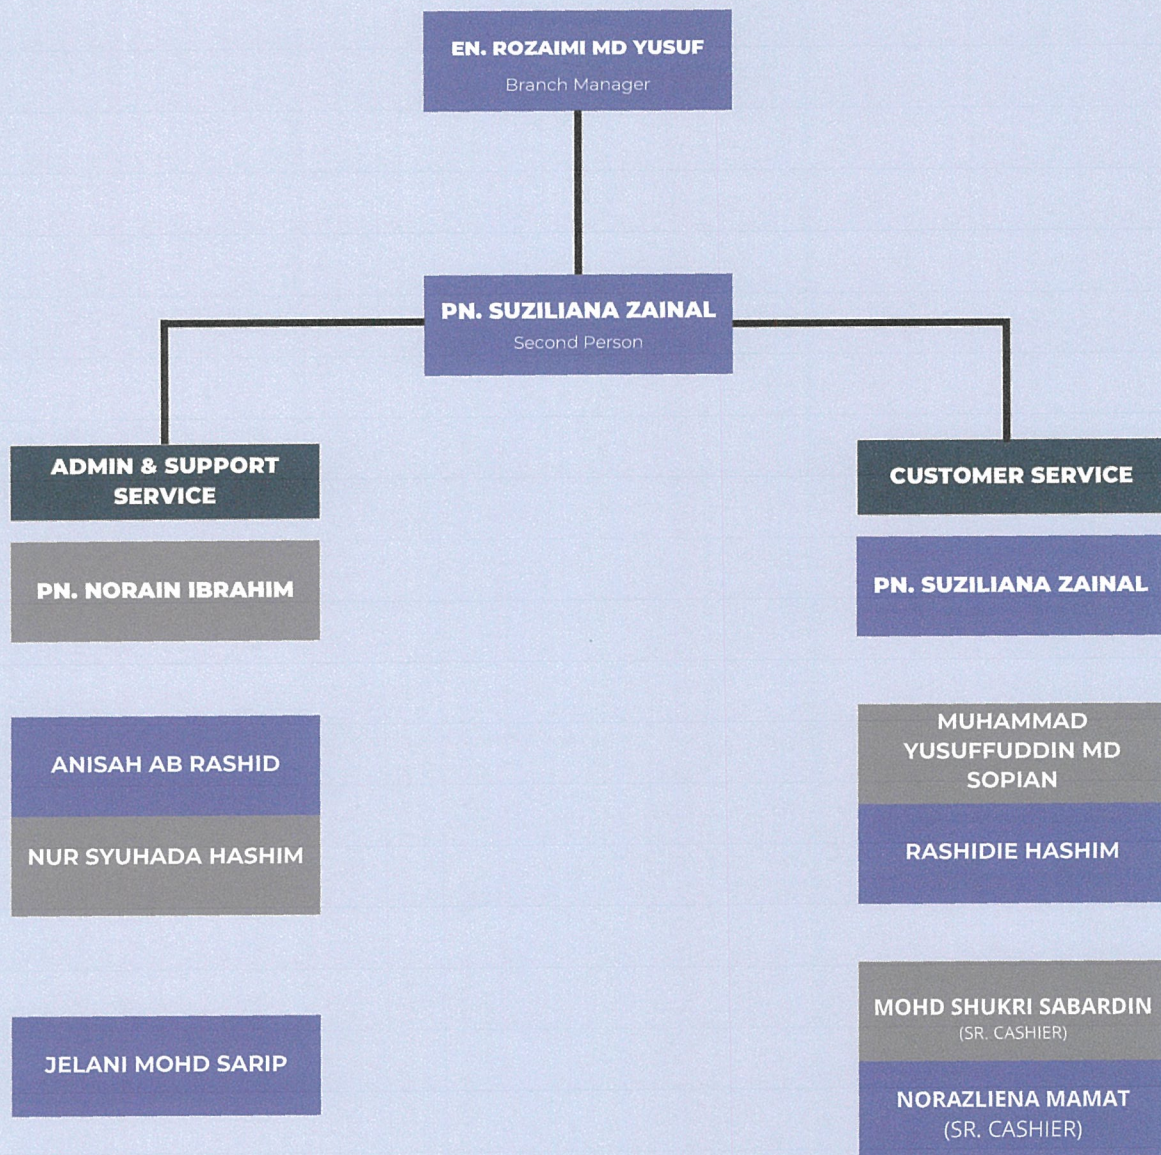 EN. ROZAIMI MD YUSUF
Branch Manager
PN. SUZILIANA ZAINAL
Second Person
ADMIN & SUPPORT
SERVICE
PN. NORAIN IBRAHIM
ANISAH AB RASHID
NUR SYUHADA HASHIM
JELANI MOHD SARIP
CUSTOMER SERVICE
PN. SUZILIANA ZAINAL
MUHAMMAD
YUSUFFUDDIN MD
SOPIAN
RASHIDIE HASHIM
MOHD SHUKRI SABARDIN
(SR. CASHIER)
NORAZLIENA MAMAT
(SR. CASHIER)